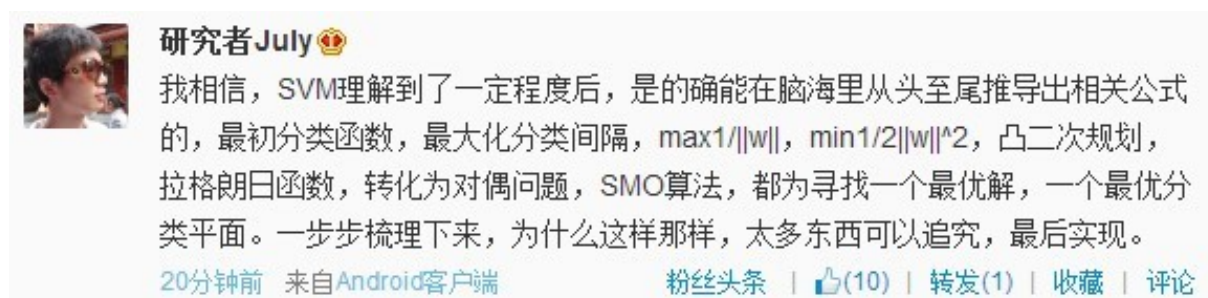 研究者July
我相信，SVM理解到了一定程度后，是的确能在脑海里从头至尾推导出相关公式
的，最初分类函数，最大化分类间隔，max1/||w||，min1/2||w||^2，凸二次规划，
拉格朗日函数，转化为对偶问题，SMO算法，都为寻找一个最优解，一个最优分
类平面。一步步梳理下来，为什么这样那样，太多东西可以追究，最后实现。
20分钟前 来自Android客户端 粉丝头条 | (10) | 转发(1) | 收藏 | 评论